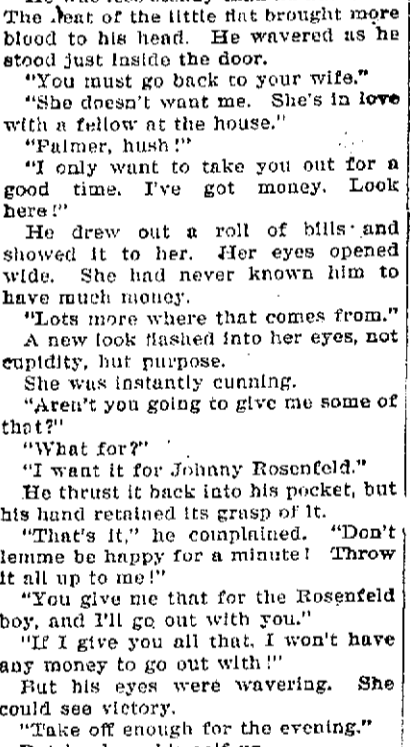 The heat of the little flat brought more
blood to his head. He wavered as he
stood just inside the door.
"You must go back to your wife."
"She doesn't want me. She's in love
with a fellow at the house."
"Palmer, hush!"
"I only want to take you out for a
good time. I've got money. Look
here!"
He drew out a roll of bills and
showed it to her. Her eyes opened
wide. She had never known him to
have much money.
"Lots more where that comes from."
A new look flashed into her eyes, not
cupidity, but purpose.
She was instantly cunning.
"Aren't you going to give me some of
that?"
"What for?"
"I want it for Johnny Rosenfeld."
He thrust it back into his pocket, but
his hand retained its grasp of it.
"That's it," he complained. "Don't
lemme be happy for a minute! Throw
it all up to me!"
"You give me that for the Rosenfeld
boy, and I'll go out with you."
"If I give you all that, I won't have
any money to go out with!"
But his eyes were wavering. She
could see victory.
"Take off enough for the evening."